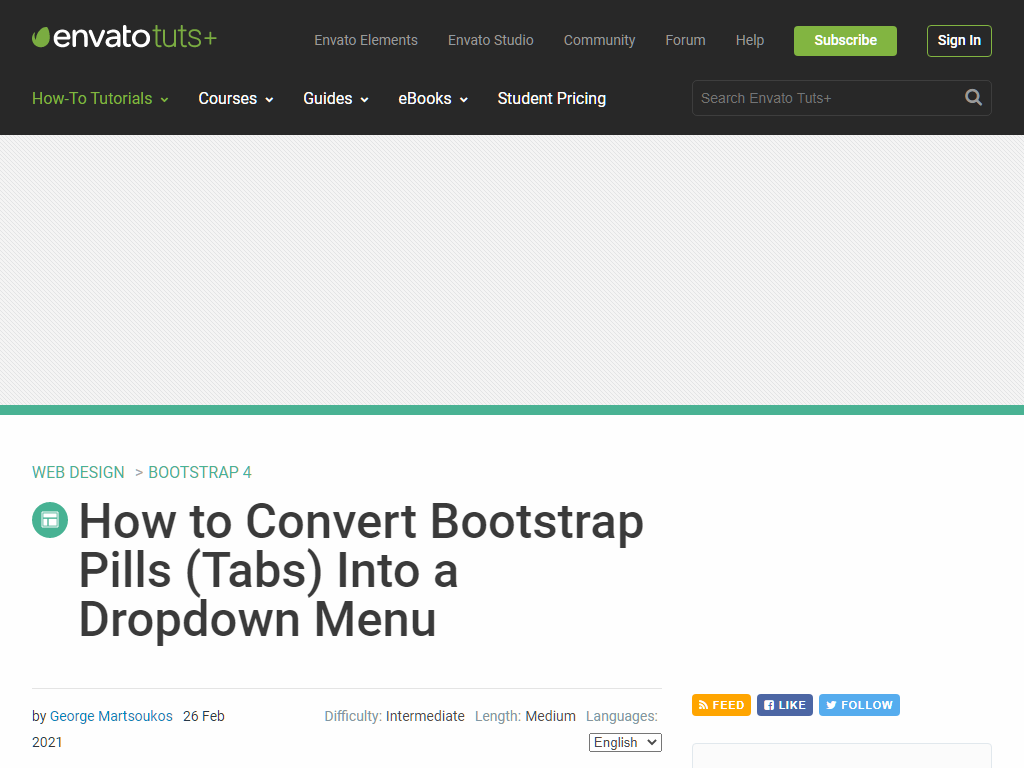 envatotuts+
Envato Elements Envato Studio Community Forum Help Subscribe Sign In
How-To Tutorials Courses Guides eBooks Student Pricing Search Envato Tuts+
WEB DESIGN > BOOTSTRAP 4
How to Convert Bootstrap
Pills (Tabs) Into a
Dropdown Menu
FEED LIKE FOLLOW
by George Martsoukos 26 Feb
2021
Difficulty: Intermediate Length: Medium Languages:
English